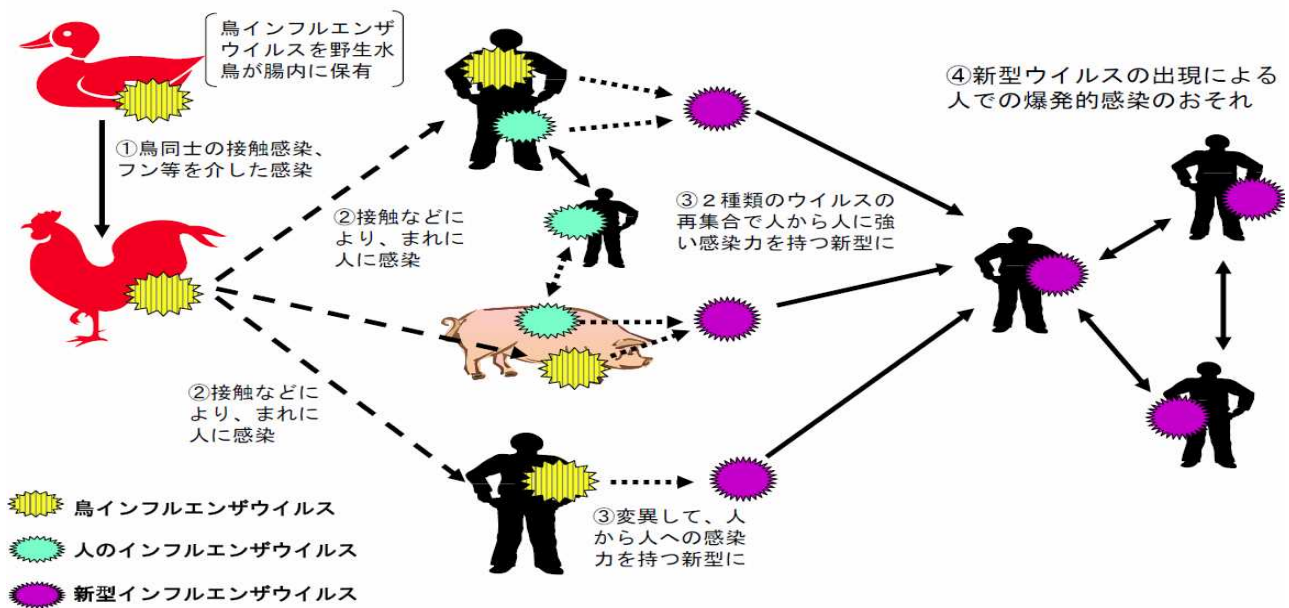 鳥インフルエンザ
ウイルスを野生水
鳥が腸内に保有
①鳥同士の接触感染、
フン等を介した感染
②接触などに
より、まれに
人に感染
②接触などに
より、まれに
人に感染
③２種類のウイルスの
再集合で人から人に強
い感染力を持つ新型に
③変異して、人
から人への感染
力を持つ新型に
④新型ウイルスの出現による
人での爆発的感染のおそれ
鳥インフルエンザウイルス
人のインフルエンザウイルス
新型インフルエンザウイルス